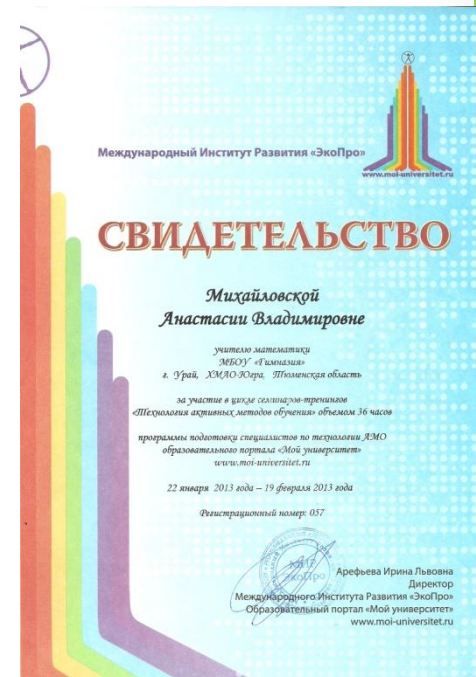 www.moi-universitet.ru
Международный Институт Развития «ЭкоПро»
СВИДЕТЕЛЬСТВО
Михайловской
Анастасии Владимировне
учителю математики
МБОУ «Гимназия»
г. Урай, ХМАО-Югра, Тюменская область
за участие в цикле семинаров-тренингов
«Технология активных методов обучения» объемом 36 часов
программы подготовки специалистов по технологии АМО
образовательного портала «Мой университет»
www.moi-universitet.ru
22 января 2013 года – 19 февраля 2013 года
Регистрационный номер: 057
ЭкоПро
Арефьева Ирина Львовна
Директор
Международного Института Развития «ЭкоПро»
Образовательный портал «Мой университет»
www.moi-universitet.ru